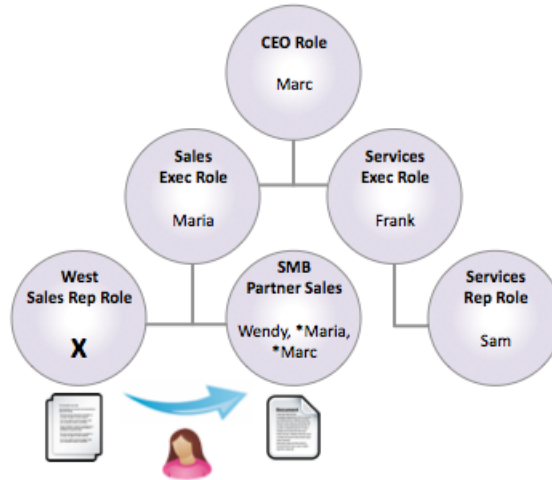 CEO Role
Marc
Sales
Exec Role
Maria
Services
Exec Role
Frank
West
Sales Rep Role
X
SMB
Partner Sales
Wendy, *Maria,
*Marc
Services
Rep Role
Sam
Document